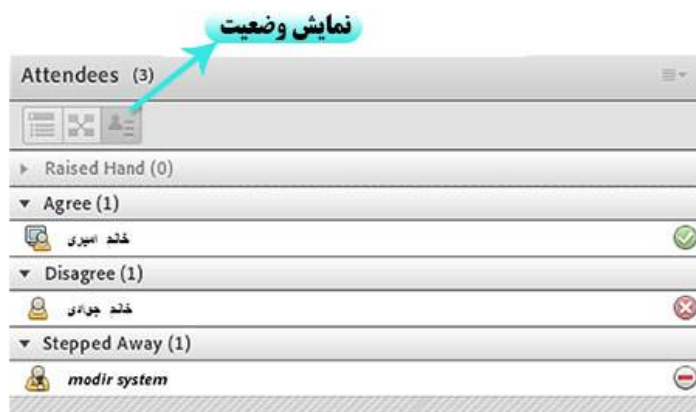 نمایش وضعیت
Attendees (3)
Raised Hand (0)
Agree (1)
خانم امیری
Disagree (1)
خانم جوادی
Stepped Away (1)
modir system